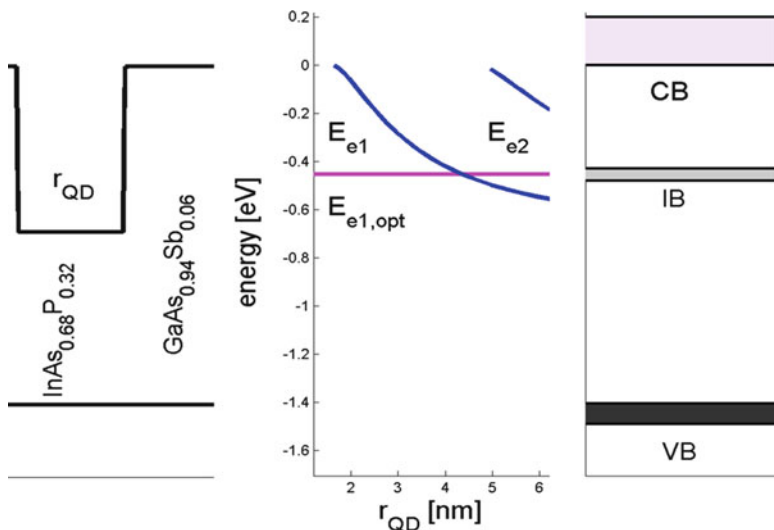 r_QD
InAs_0.68P_0.32
GaAs_0.94Sb_0.06
energy [eV]
0.2
0
-0.2
-0.4
-0.6
-0.8
-1
-1.2
-1.4
-1.6
E_e1
E_e2
E_e1,opt
2 3 4 5 6
r_QD [nm]
CB
IB
VB